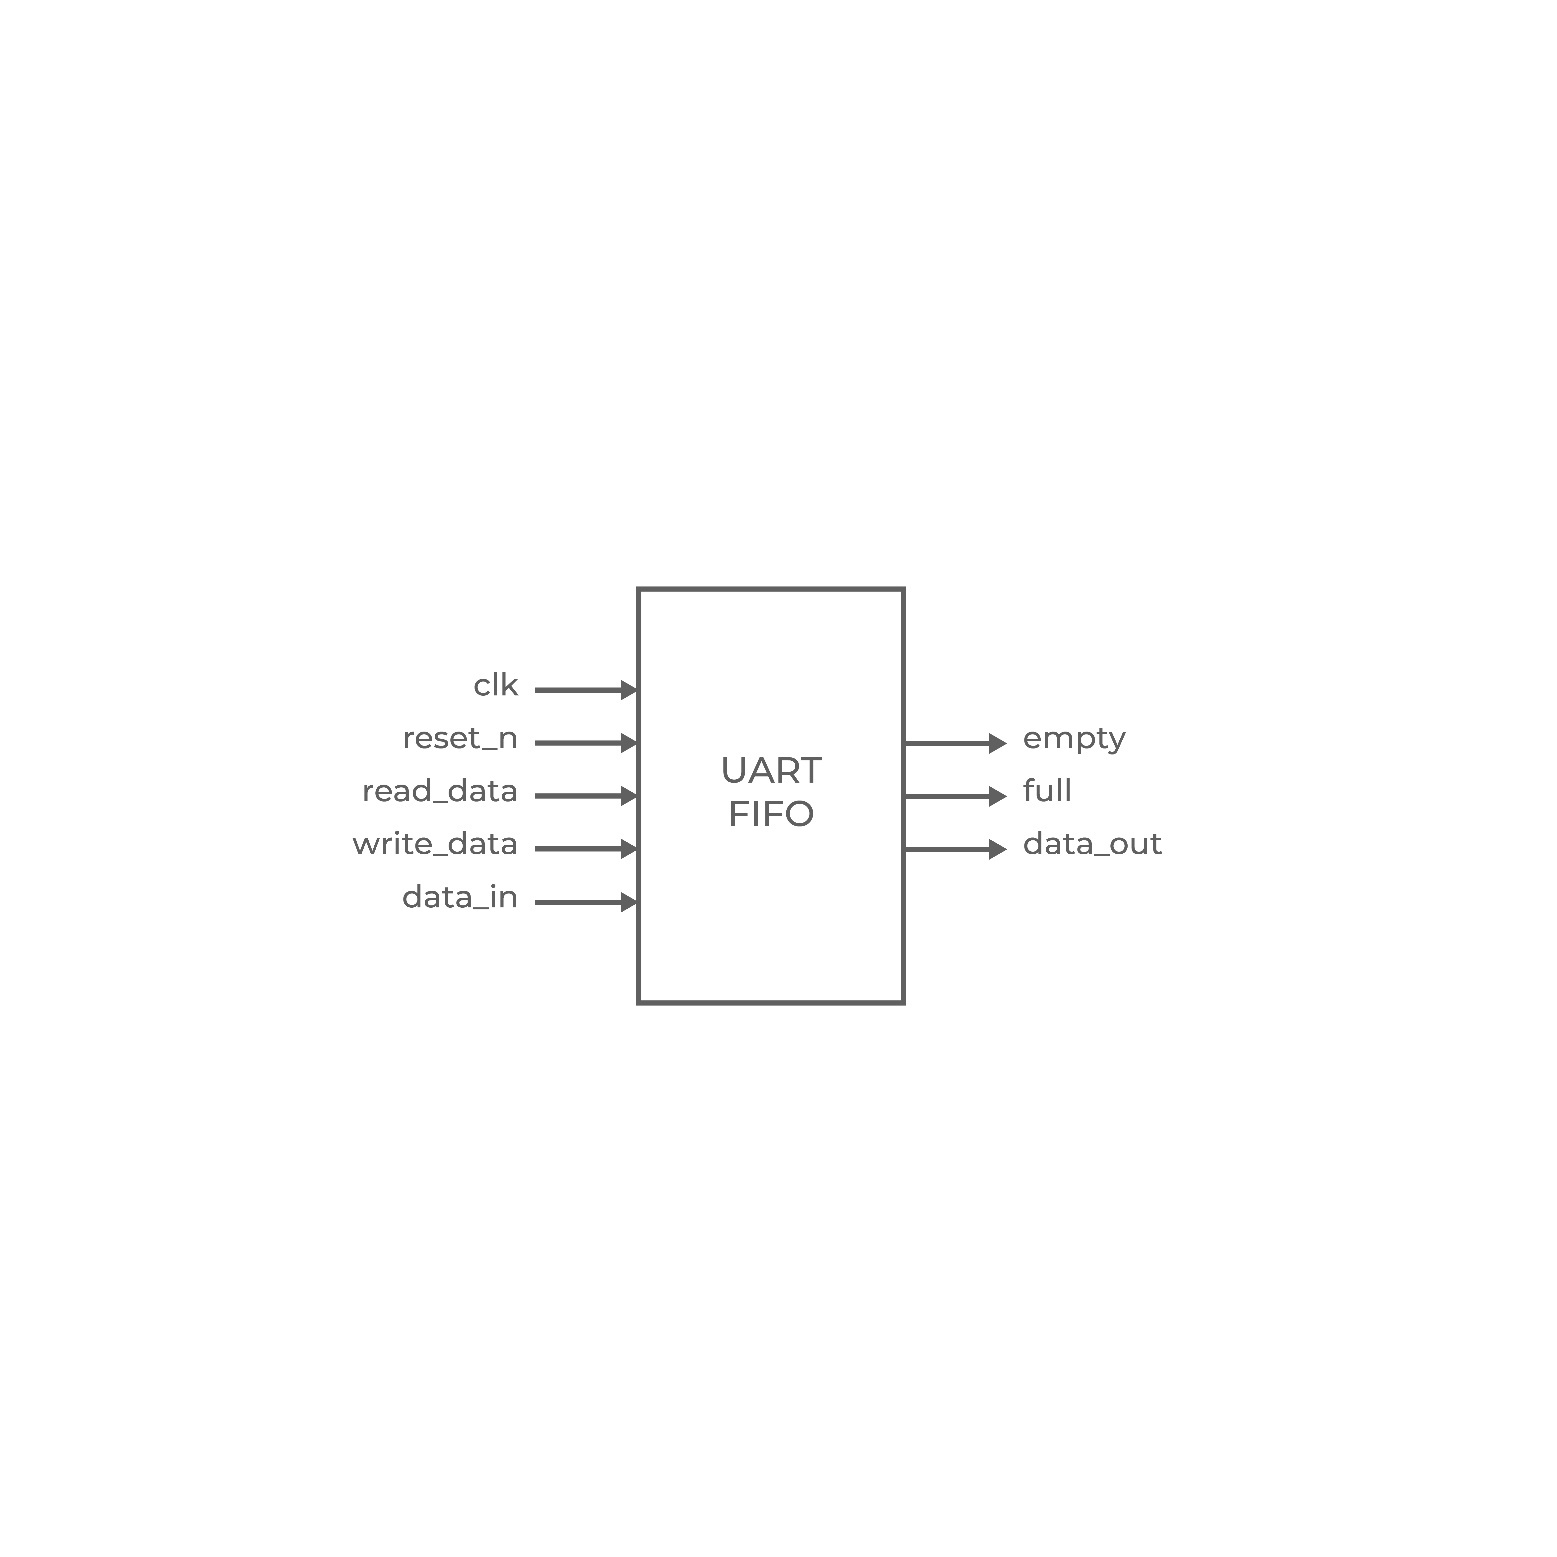 clk
reset_n
read_data
write_data
data_in
UART
FIFO
empty
full
data_out